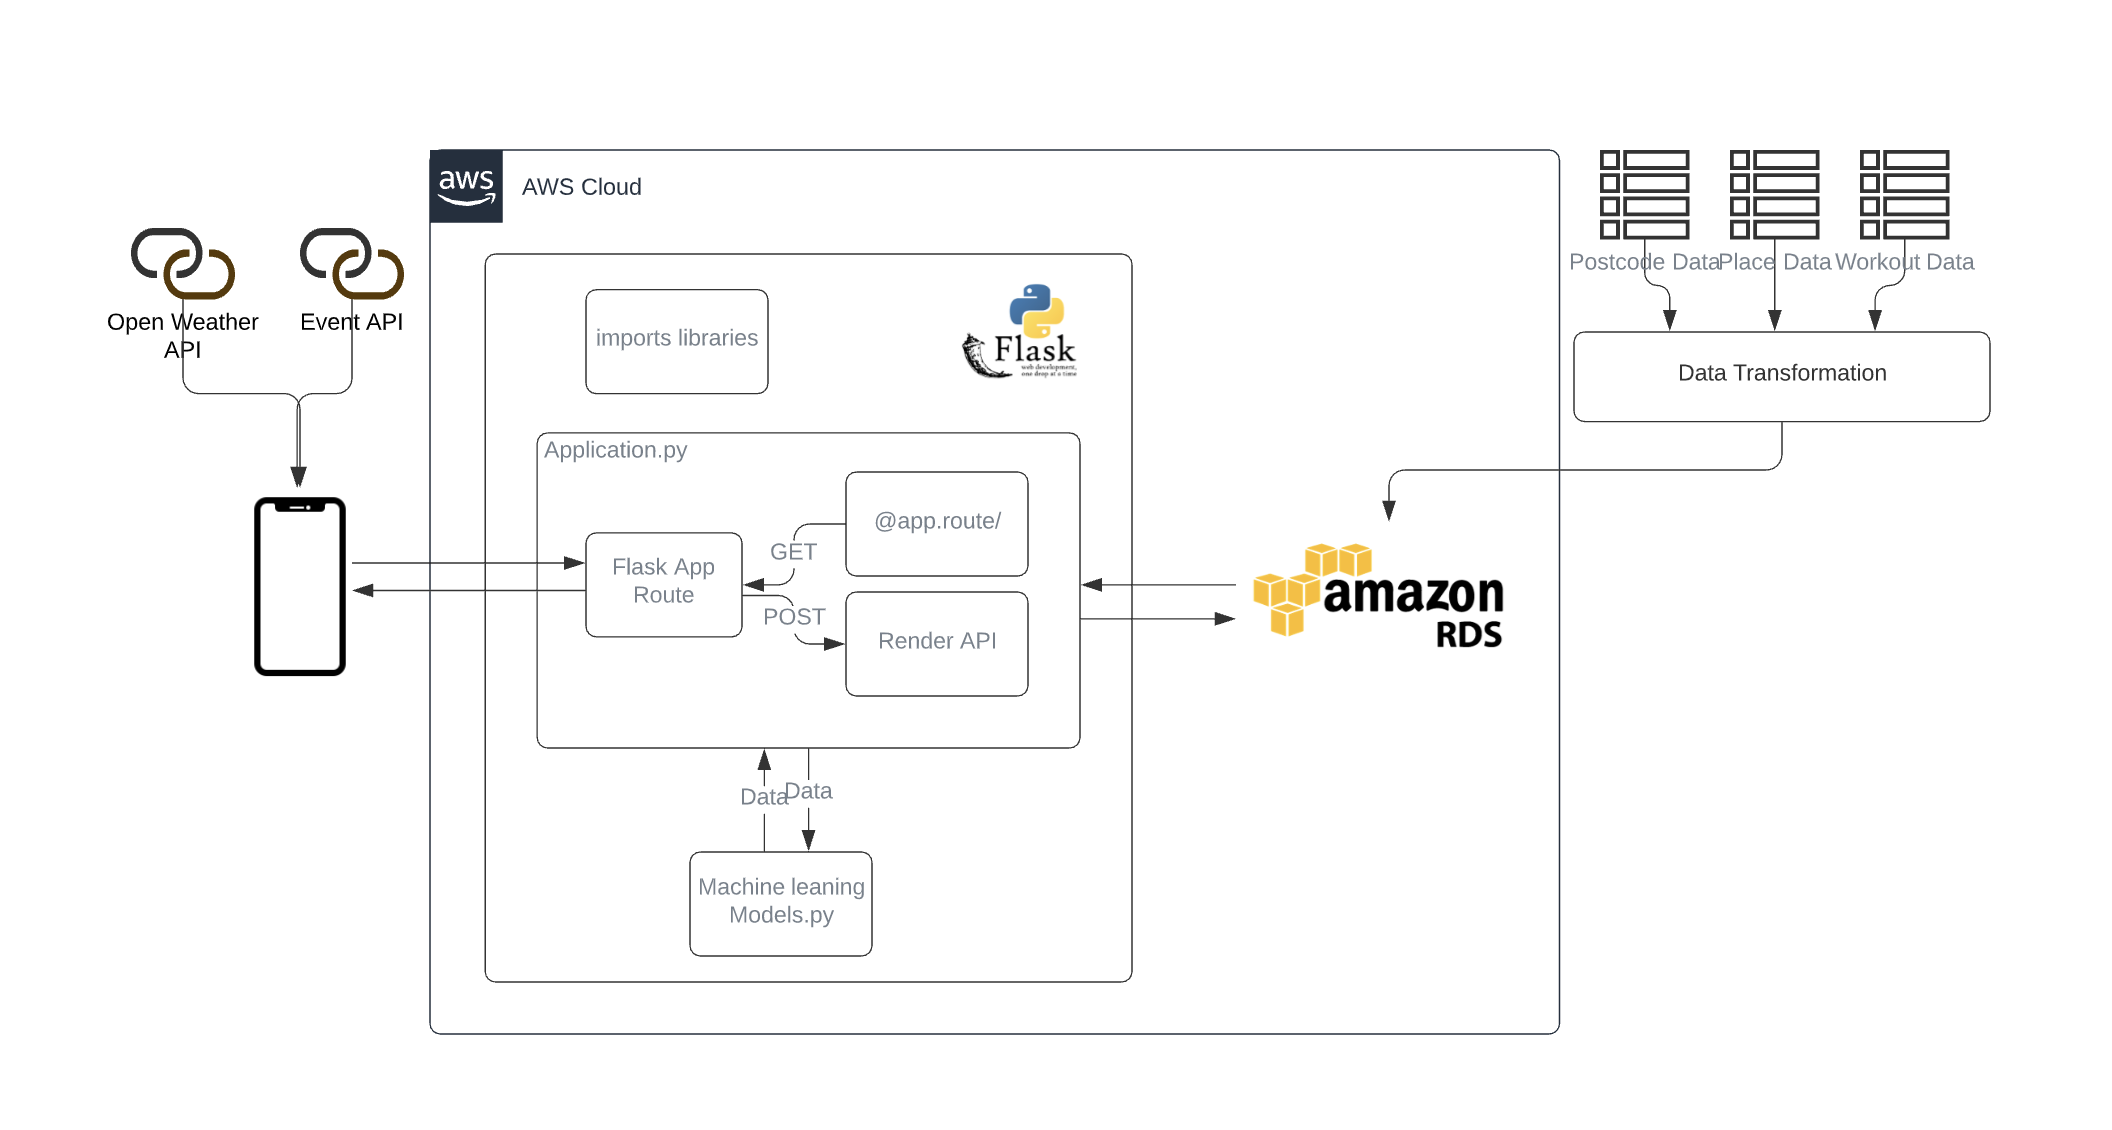 aws
AWS Cloud
Open Weather
API
Event API
imports libraries
Flask
web development,
one drop at a time
Postcode Data
Place Data
Workout Data
Data Transformation
Application.py
@app.route/
GET
Flask App
Route
POST
Render API
amazon
RDS
Data
Data
Machine leaning
Models.py